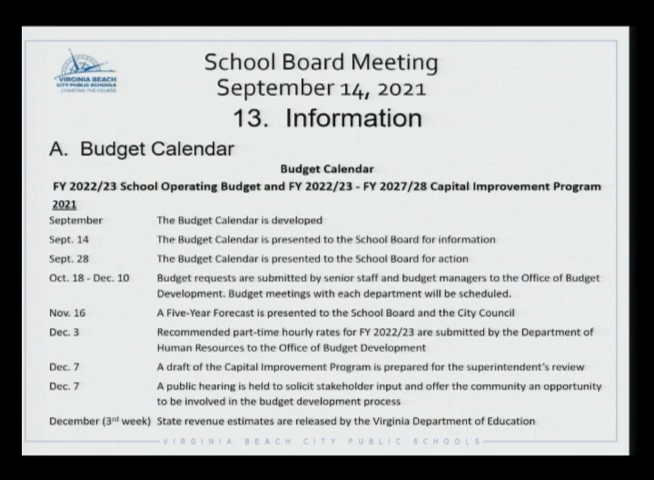 School Board Meeting
September 14, 2021
13. Information
VIRGINIA BEACH
CITY PUBLIC SCHOOLS
CHARTING THE COURSE
A. Budget Calendar
Budget Calendar
FY 2022/23 School Operating Budget and FY 2022/23 - FY 2027/28 Capital Improvement Program
2021
September The Budget Calendar is developed
Sept. 14 The Budget Calendar is presented to the School Board for information
Sept. 28 The Budget Calendar is presented to the School Board for action
Oct. 18 - Dec. 10 Budget requests are submitted by senior staff and budget managers to the Office of Budget
Development. Budget meetings with each department will be scheduled.
Nov. 16 A Five-Year Forecast is presented to the School Board and the City Council
Dec. 3 Recommended part-time hourly rates for FY 2022/23 are submitted by the Department of
Human Resources to the Office of Budget Development
Dec. 7 A draft of the Capital Improvement Program is prepared for the superintendent's review
Dec. 7 A public hearing is held to solicit stakeholder input and offer the community an opportunity
to be involved in the budget development process
December (3rd week) State revenue estimates are released by the Virginia Department of Education
VIRGINIA BEACH CITY PUBLIC SCHOOLS